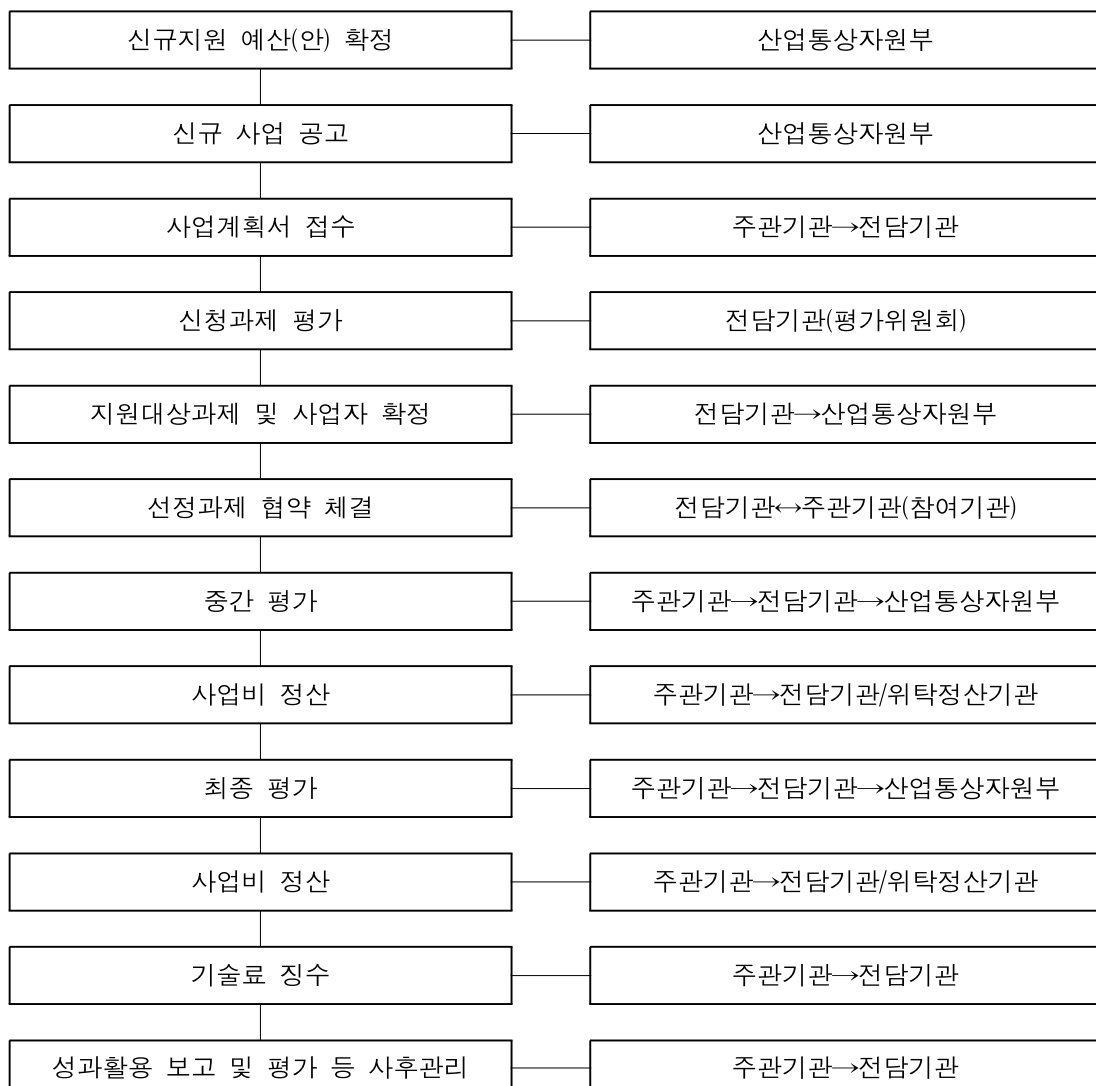 신규지원 예산(안) 확정
산업통상자원부
신규 사업 공고
산업통상자원부
사업계획서 접수
주관기관→전담기관
신청과제 평가
전담기관(평가위원회)
지원대상과제 및 사업자 확정
전담기관→산업통상자원부
선정과제 협약 체결
전담기관↔주관기관(참여기관)
중간 평가
주관기관→전담기관→산업통상자원부
사업비 정산
주관기관→전담기관/위탁정산기관
최종 평가
주관기관→전담기관→산업통상자원부
사업비 정산
주관기관→전담기관/위탁정산기관
기술료 징수
주관기관→전담기관
성과활용 보고 및 평가 등 사후관리
주관기관→전담기관